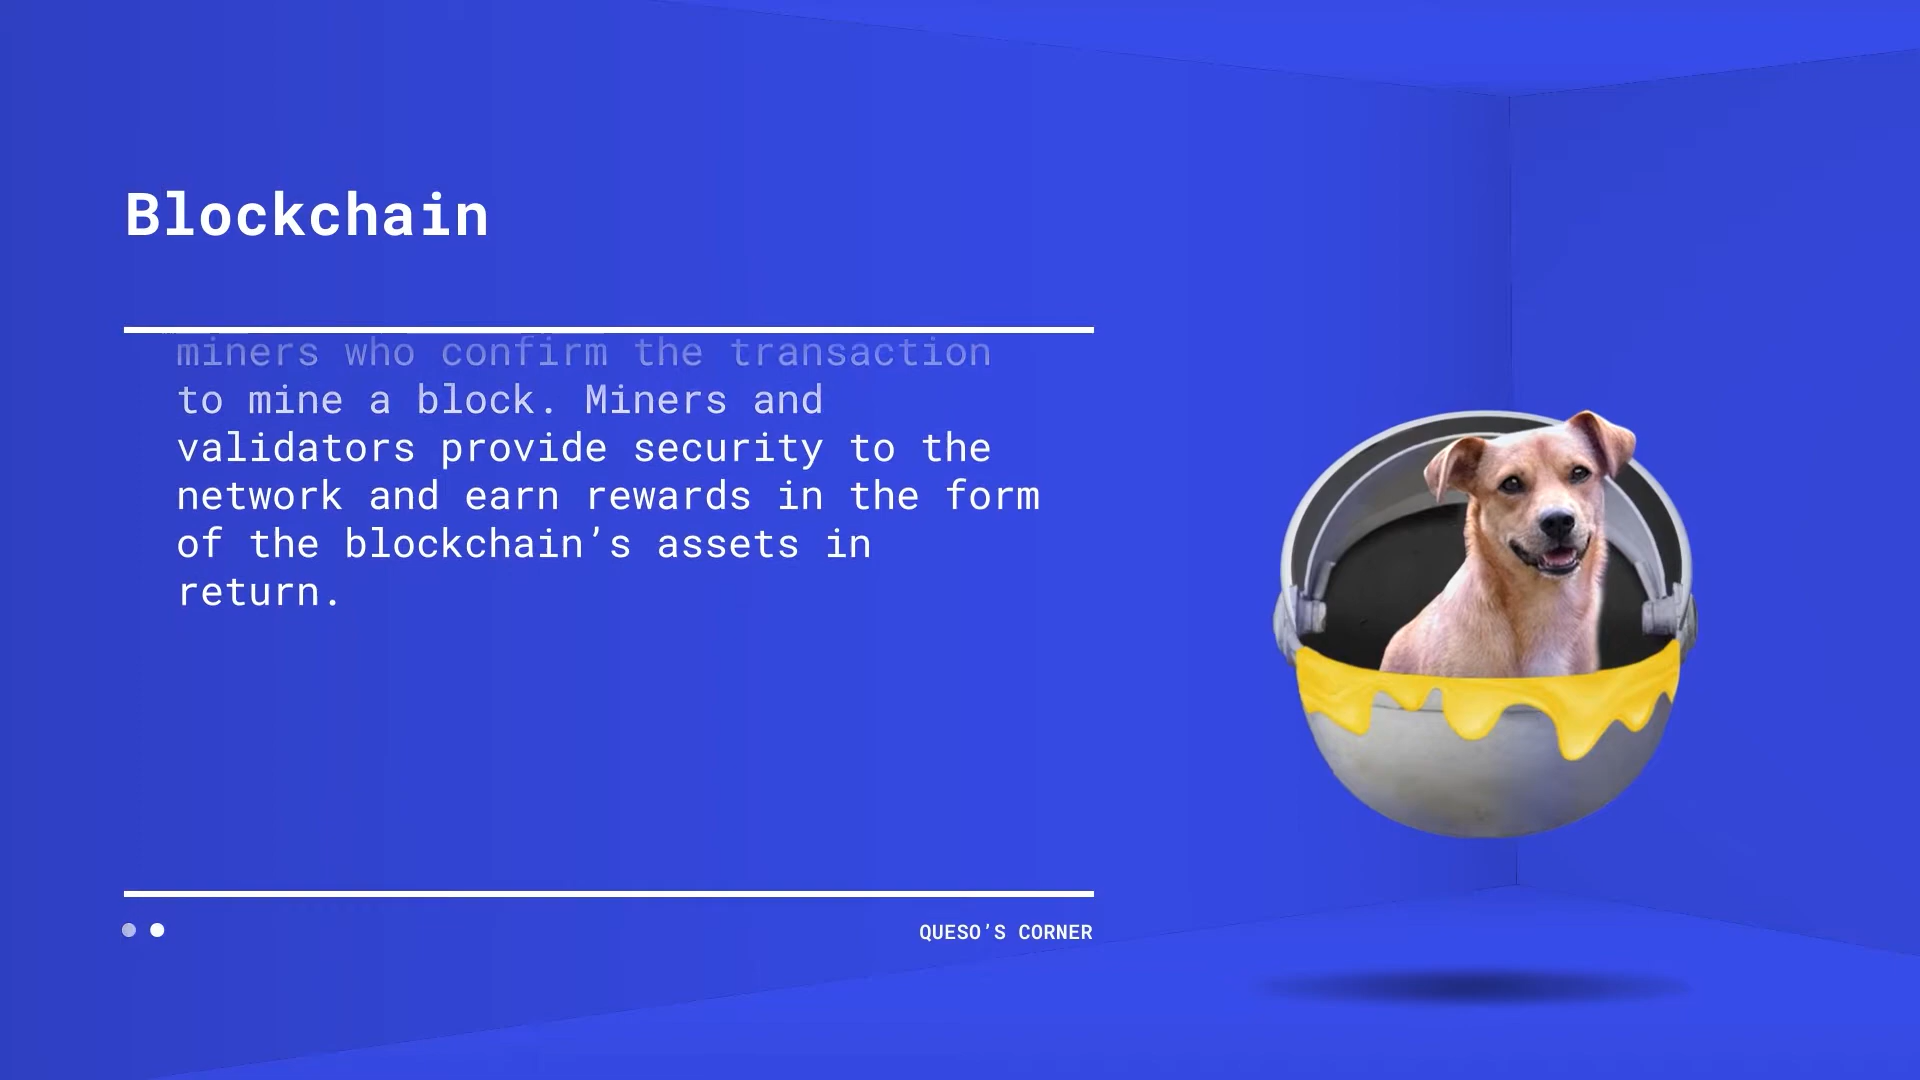 Blockchain
miners who confirm the transaction
to mine a block. Miners and
validators provide security to the
network and earn rewards in the form
of the blockchain’s assets in
return.
QUESO’S CORNER